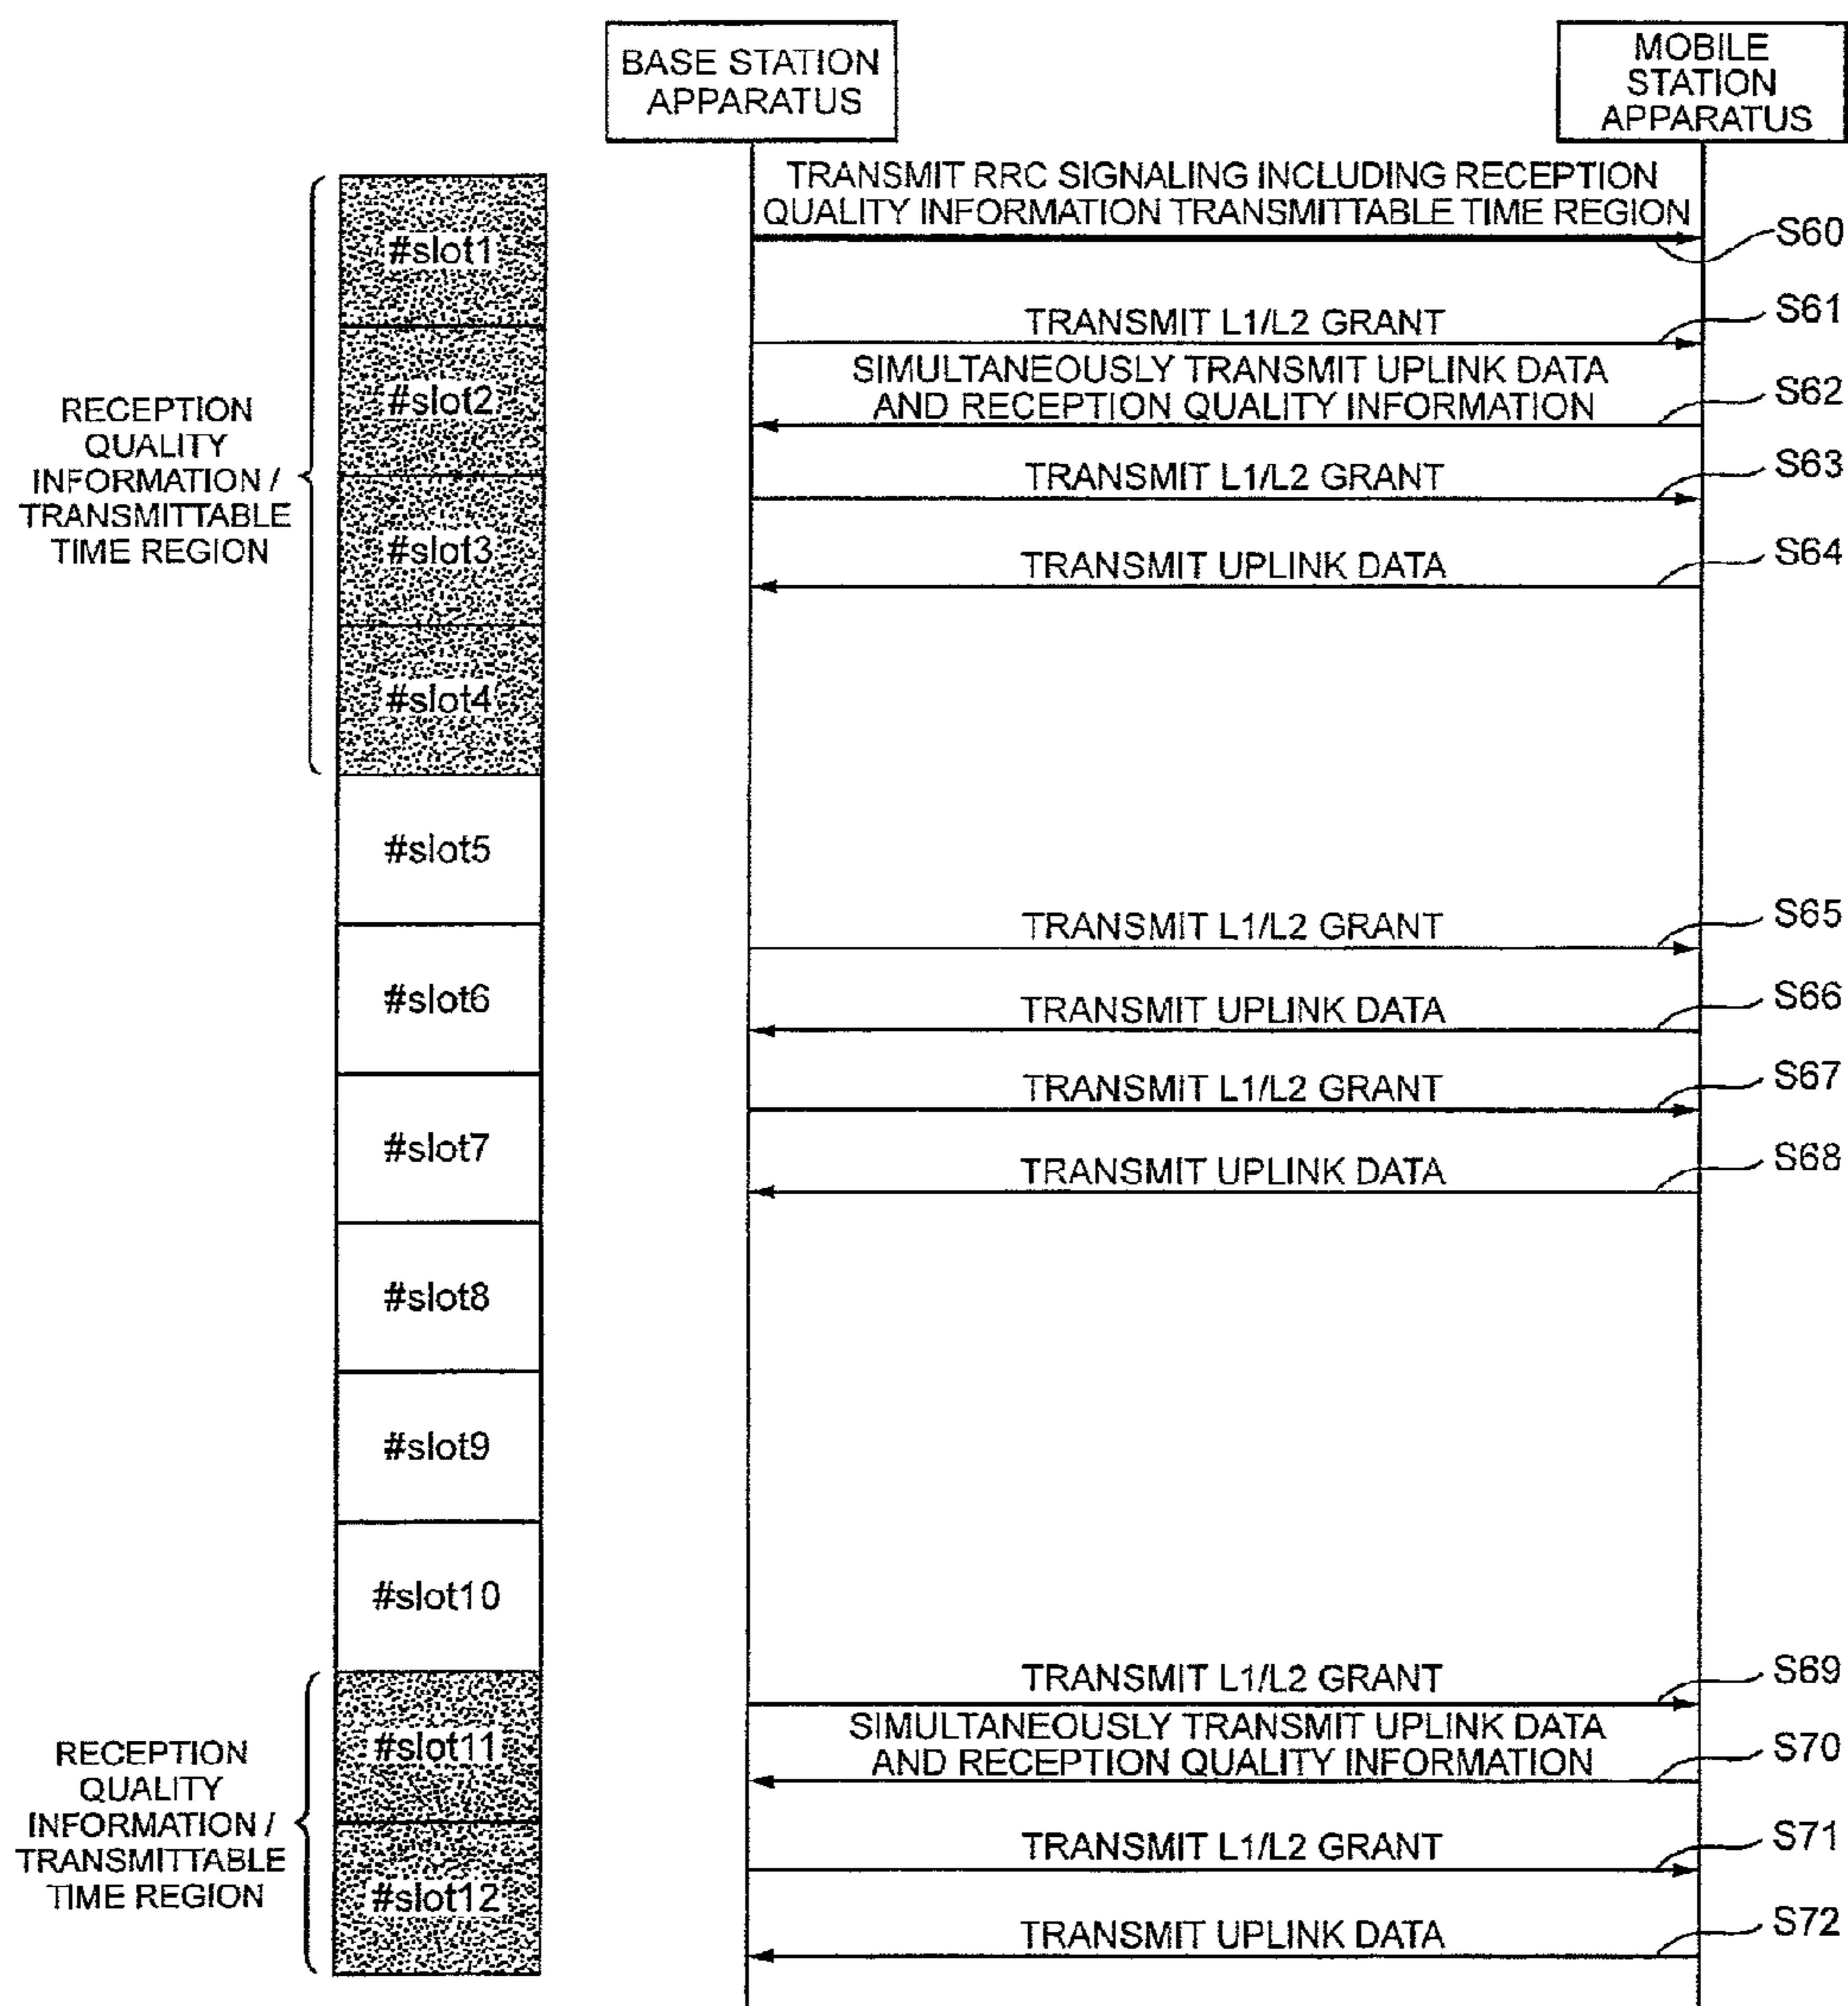 BASE STATION
APPARATUS
MOBILE
STATION
APPARATUS
TRANSMIT RRC SIGNALING INCLUDING RECEPTION
QUALITY INFORMATION TRANSMITTABLE TIME REGION
S60
#slot1
TRANSMIT L1/L2 GRANT
S61
SIMULTANEOUSLY TRANSMIT UPLINK DATA
AND RECEPTION QUALITY INFORMATION
S62
#slot2
RECEPTION
QUALITY
INFORMATION /
TRANSMITTABLE
TIME REGION
TRANSMIT L1/L2 GRANT
S63
#slot3
TRANSMIT UPLINK DATA
S64
#slot4
#slot5
TRANSMIT L1/L2 GRANT
S65
#slot6
TRANSMIT UPLINK DATA
S66
TRANSMIT L1/L2 GRANT
S67
#slot7
TRANSMIT UPLINK DATA
S68
#slot8
#slot9
#slot10
TRANSMIT L1/L2 GRANT
S69
SIMULTANEOUSLY TRANSMIT UPLINK DATA
AND RECEPTION QUALITY INFORMATION
S70
#slot11
RECEPTION
QUALITY
INFORMATION /
TRANSMITTABLE
TIME REGION
TRANSMIT L1/L2 GRANT
S71
#slot12
TRANSMIT UPLINK DATA
S72